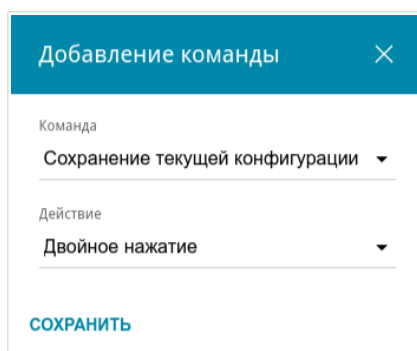 Добавление команды
Команда
Сохранение текущей конфигурации
Действие
Двойное нажатие
СОХРАНИТЬ